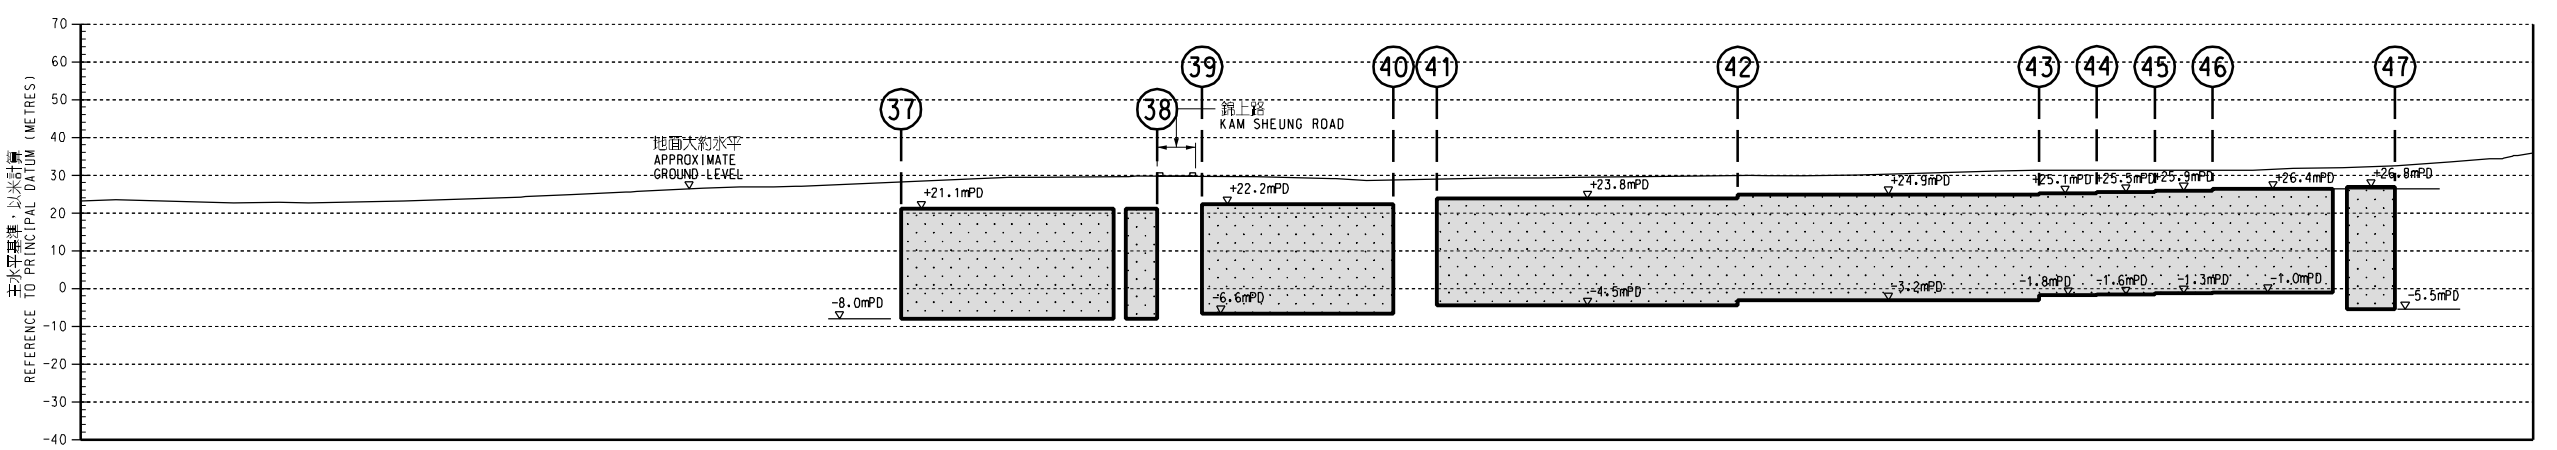 70
60
50
40
30
20
10
0
-10
-20
-30
-40
主水平基準，以米計算
REFERENCE TO PRINCIPAL DATUM (METRES)
37
38
39
40
41
42
43
44
45
46
47
錦上路
KAM SHEUNG ROAD
地面大約水平
APPROXIMATE
GROUND LEVEL
+21.1mPD
+22.2mPD
+23.8mPD
+24.9mPD
+25.1mPD
+25.5mPD
+25.9mPD
+26.4mPD
+26.8mPD
-8.0mPD
-6.6mPD
-4.5mPD
-3.2mPD
-1.8mPD
-1.6mPD
-1.3mPD
-1.0mPD
-5.5mPD